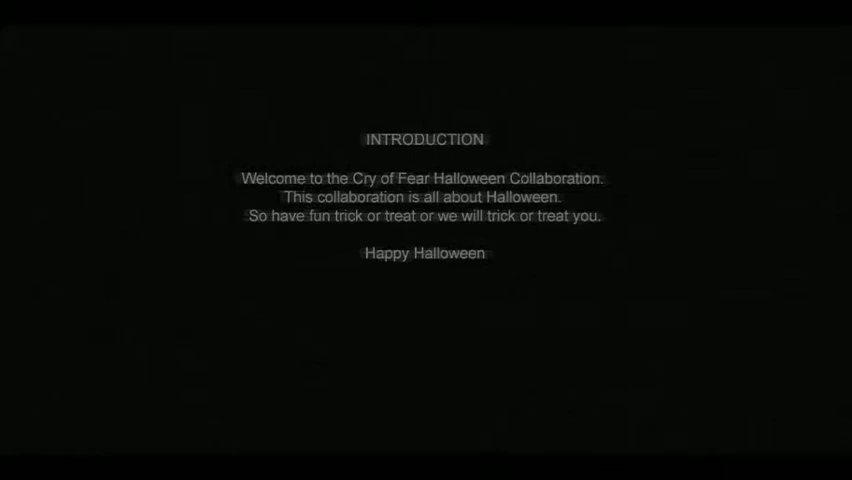 INTRODUCTION
Welcome to the Cry of Fear Halloween Collaboration.
This collaboration is all about Halloween.
So have fun trick or treat or we will trick or treat you.
Happy Halloween